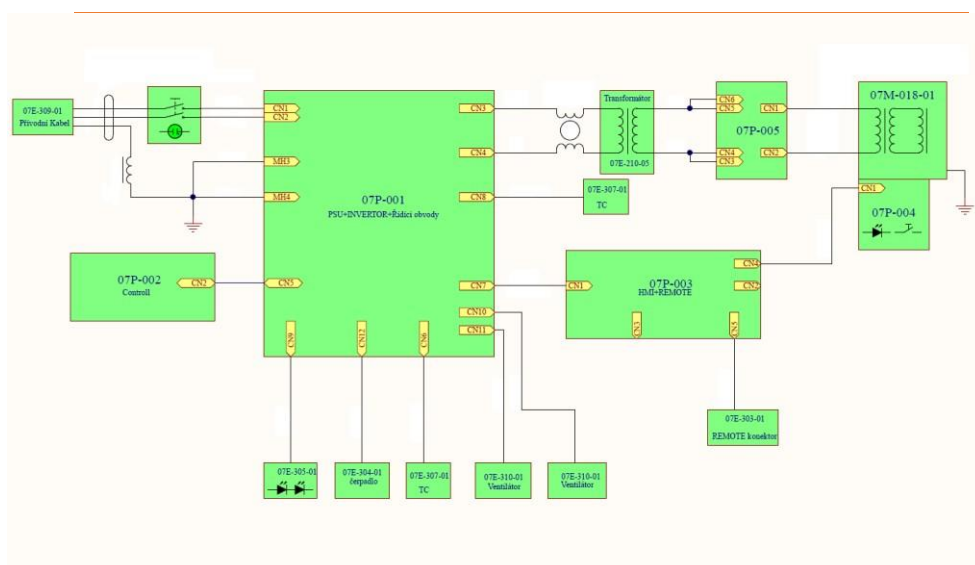 07E-309-01
Přívodní Kabel
CN1
CN2
MH3
MH4
07P-001
PSU+INVERTOR+Řídící obvody
CN3
CN4
CN8
CN7
CN10
CN11
CN5
CN9
CN12
CN6
07P-002
Controll
CN2
Transformátor
07E-210-05
07E-307-01
TC
CN6
CN5
CN4
CN3
07P-005
CN1
CN2
07M-018-01
CN1
07P-004
CN1
07P-003
HMI+REMOTE
CN4
CN2
CN3
CN5
07E-303-01
REMOTE konektor
07E-305-01
07E-304-01
čerpadlo
07E-307-01
TC
07E-310-01
Ventilátor
07E-310-01
Ventilátor